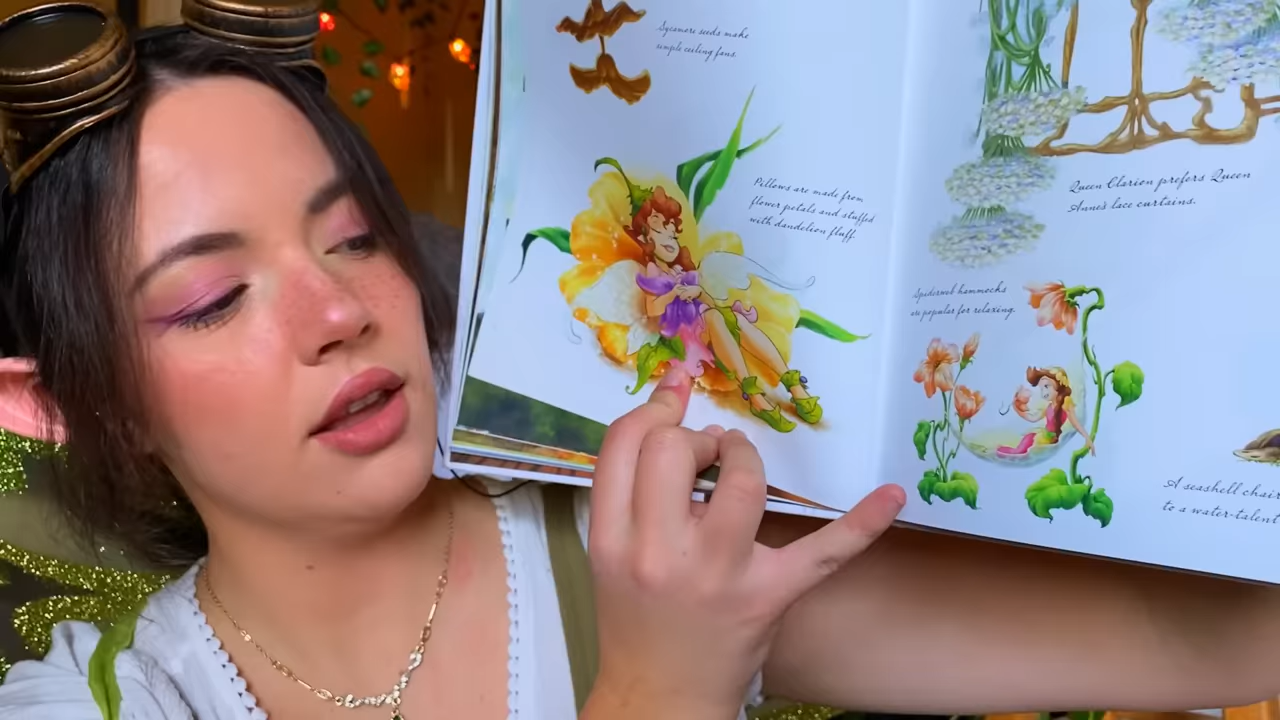 Sycamore seeds make
simple ceiling fans.
Pillows are made from
flower petals and stuffed
with dandelion fluff.
Queen Clarion prefers Queen
Anne's lace curtains.
Spiderweb hammocks
are popular for relaxing.
A seashell chair
to a water-talent